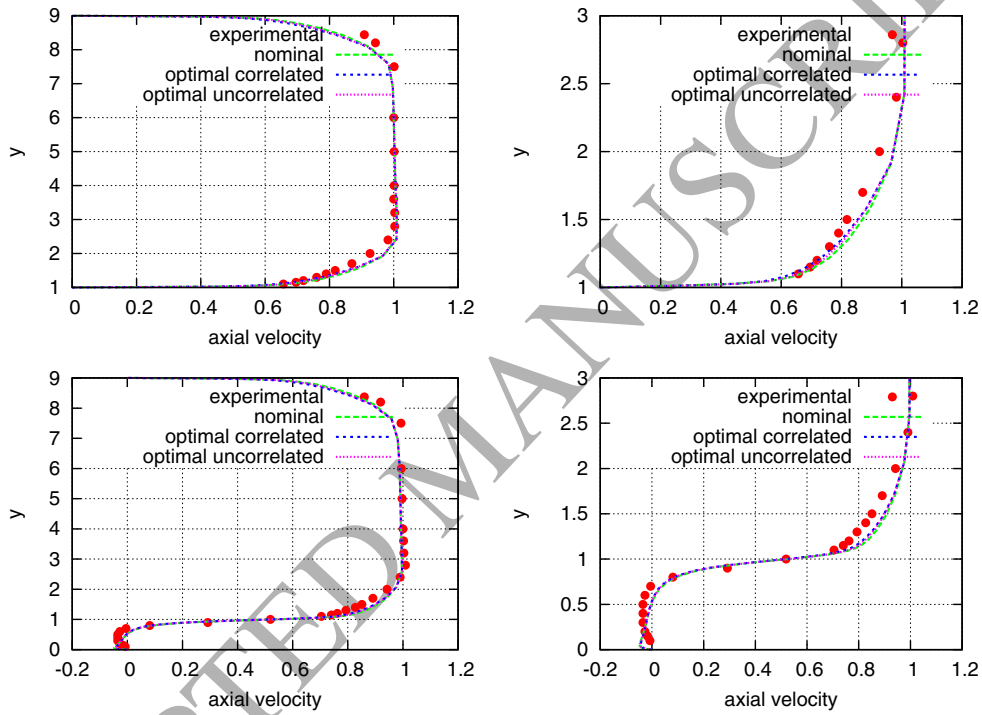 9
8
7
6
5
4
3
2
1
y
0 0.2 0.4 0.6 0.8 1 1.2
axial velocity
experimental
nominal
optimal correlated
optimal uncorrelated
3
2.5
2
1.5
1
y
0 0.2 0.4 0.6 0.8 1 1.2
axial velocity
experimental
nominal
optimal correlated
optimal uncorrelated
9
8
7
6
5
4
3
2
1
0
y
-0.2 0 0.2 0.4 0.6 0.8 1 1.2
axial velocity
experimental
nominal
optimal correlated
optimal uncorrelated
3
2.5
2
1.5
1
0.5
0
y
-0.2 0 0.2 0.4 0.6 0.8 1 1.2
axial velocity
experimental
nominal
optimal correlated
optimal uncorrelated
PTED MANUSCRI